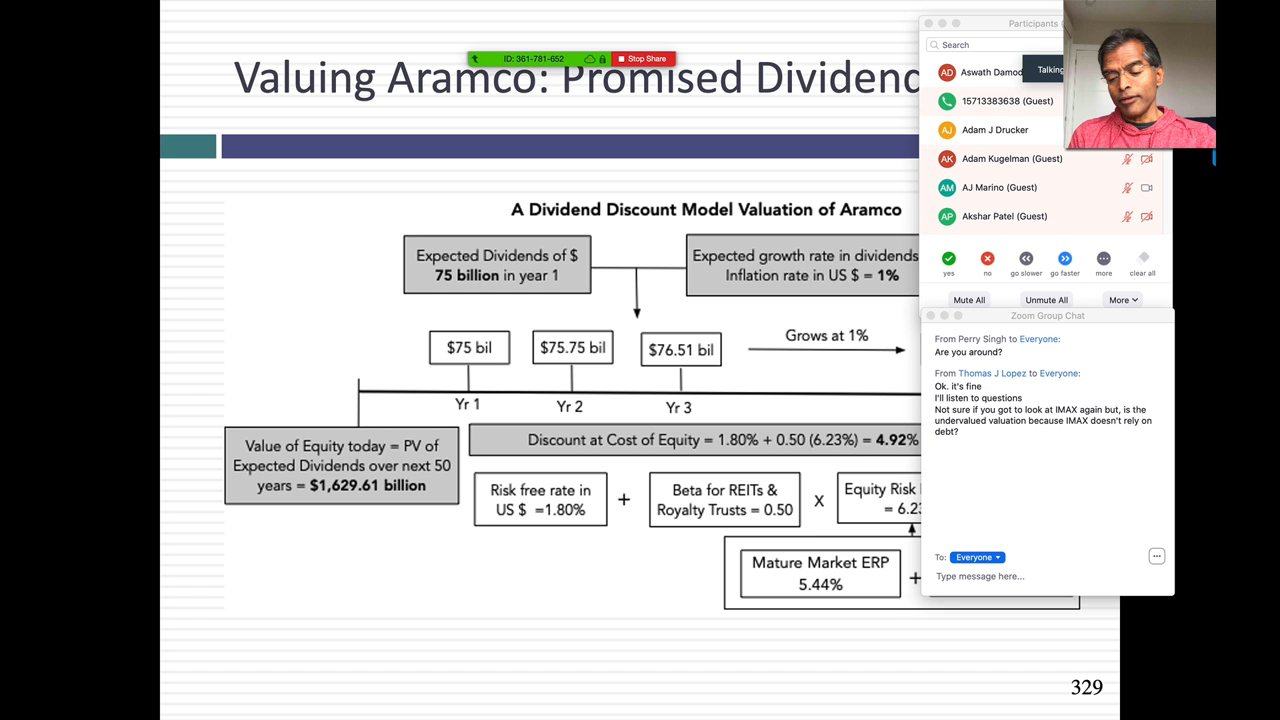 ID: 361-781-652
Stop Share
Valuing Aramco: Promised Dividend
A Dividend Discount Model Valuation of Aramco
Expected Dividends of $
75 billion in year 1
Expected growth rate in dividends
Inflation rate in US $ = 1%
$75 bil
$75.75 bil
$76.51 bil
Grows at 1%
Yr 1
Yr 2
Yr 3
Value of Equity today = PV of
Expected Dividends over next 50
years = $1,629.61 billion
Discount at Cost of Equity = 1.80% + 0.50 (6.23%) = 4.92%
Risk free rate in
US $ =1.80%
+
Beta for REITs &
Royalty Trusts = 0.50
X
Equity Risk
= 6.23
Mature Market ERP
5.44%
+
329
Participants
Search
AD
Aswath Damod
Talking
15713383638 (Guest)
AJ
Adam J Drucker
AK
Adam Kugelman (Guest)
AM
AJ Marino (Guest)
AP
Akshar Patel (Guest)
yes
no
go slower
go faster
more
clear all
Mute All
Unmute All
More
Zoom Group Chat
From Perry Singh to Everyone:
Are you around?
From Thomas J Lopez to Everyone:
Ok. it's fine
I'll listen to questions
Not sure if you got to look at IMAX again but, is the
undervalued valuation because IMAX doesn't rely on
debt?
To:
Everyone
Type message here...